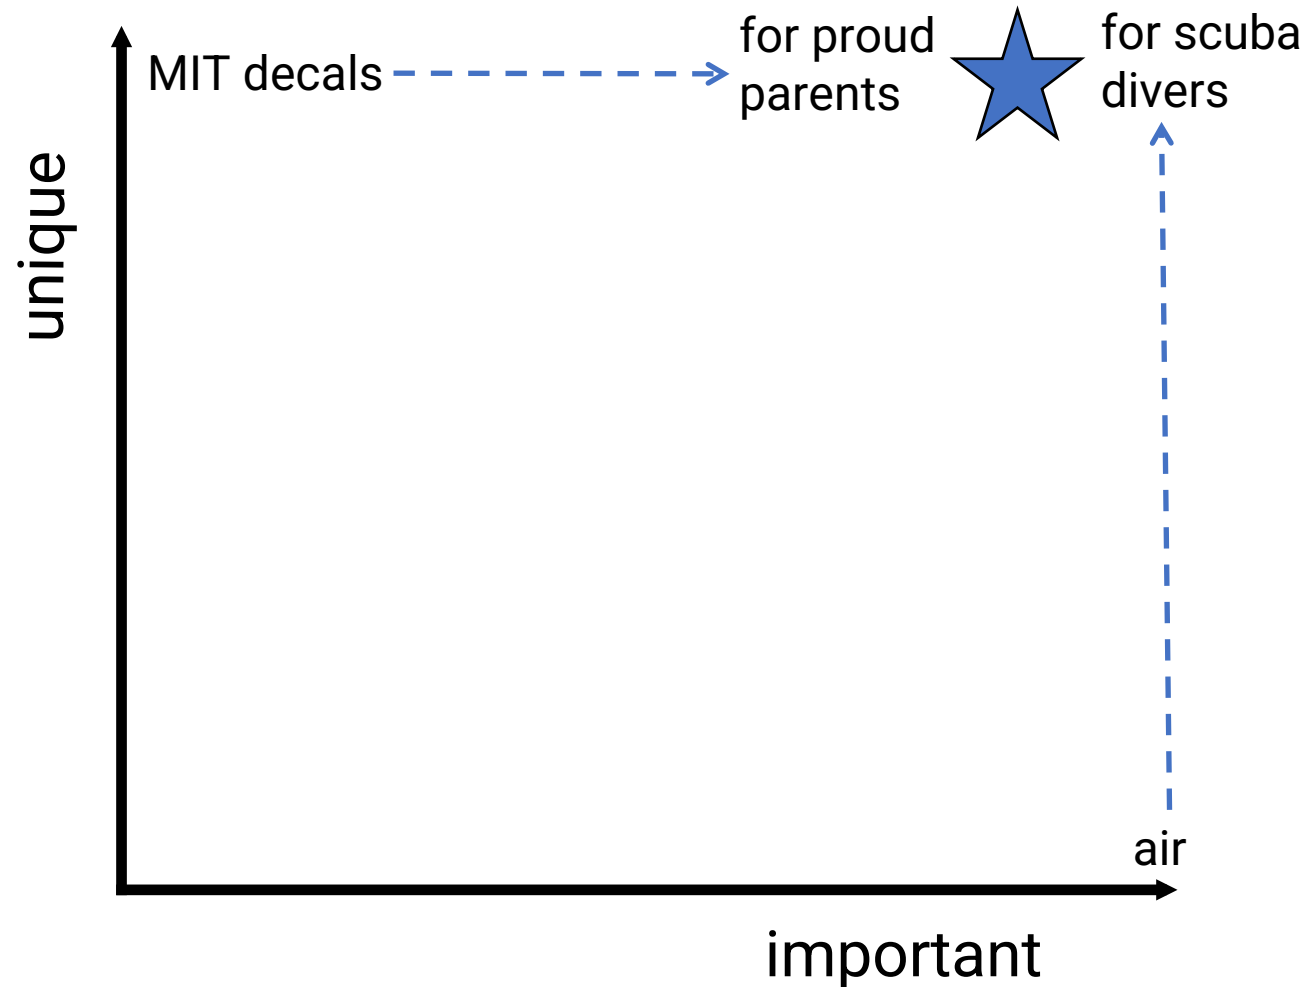 MIT decals
for proud
parents
for scuba
divers
unique
air
important